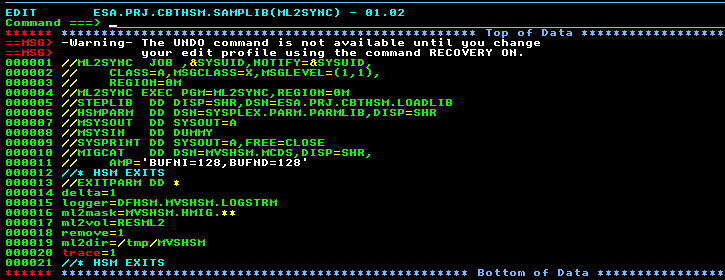 EDIT ESA.PRJ.CBTHSM.SAMPLIB(ML2SYNC) - 01.02
Command ===> _
****** ***************************** Top of Data ******************************
==MSG> -Warning- The UNDO command is not available until you change
==MSG> your edit profile using the command RECOVERY ON.
000001 //ML2SYNC JOB ,&SYSUID,NOTIFY=&SYSUID,
000002 // CLASS=A,MSGCLASS=X,MSGLEVEL=(1,1),
000003 // REGION=0M
000004 //ML2SYNC EXEC PGM=ML2SYNC,REGION=0M
000005 //STEPLIB DD DISP=SHR,DSN=ESA.PRJ.CBTHSM.LOADLIB
000006 //HSMPARM DD DSN=SYSPLEX.PARM.PARMLIB,DISP=SHR
000007 //MSYSOUT DD SYSOUT=A
000008 //MSYSIN DD DUMMY
000009 //SYSPRINT DD SYSOUT=A,FREE=CLOSE
000010 //MIGCAT DD DSN=MVSHSM.MCDS,DISP=SHR,
000011 // AMP='BUFNI=128,BUFND=128'
000012 //* HSM EXITS
000013 //EXITPARM DD *
000014 delta=1
000015 logger=DFHSM.MVSHSM.LOGSTRM
000016 ml2mask=MVSHSM.HMIG.**
000017 ml2vol=RESML2
000018 remove=1
000019 ml2dir=/tmp/MVSHSM
000020 trace=1
000021 //* HSM EXITS
****** **************************** Bottom of Data ****************************